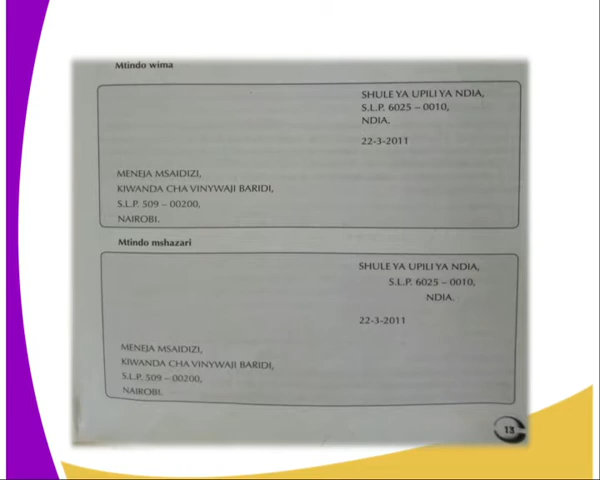 Mtindo wima
SHULE YA UPILI YA NDIA,
S.L.P. 6025 – 0010,
NDIA.
22-3-2011
MENEJA MSAIDIZI,
KIWANDA CHA VINYWAJI BARIDI,
S.L.P. 509 – 00200,
NAIROBI.
Mtindo mshazari
SHULE YA UPILI YA NDIA,
S.L.P. 6025 – 0010,
NDIA.
22-3-2011
MENEJA MSAIDIZI,
KIWANDA CHA VINYWAJI BARIDI,
S.L.P. 509 – 00200,
NAIROBI.
13